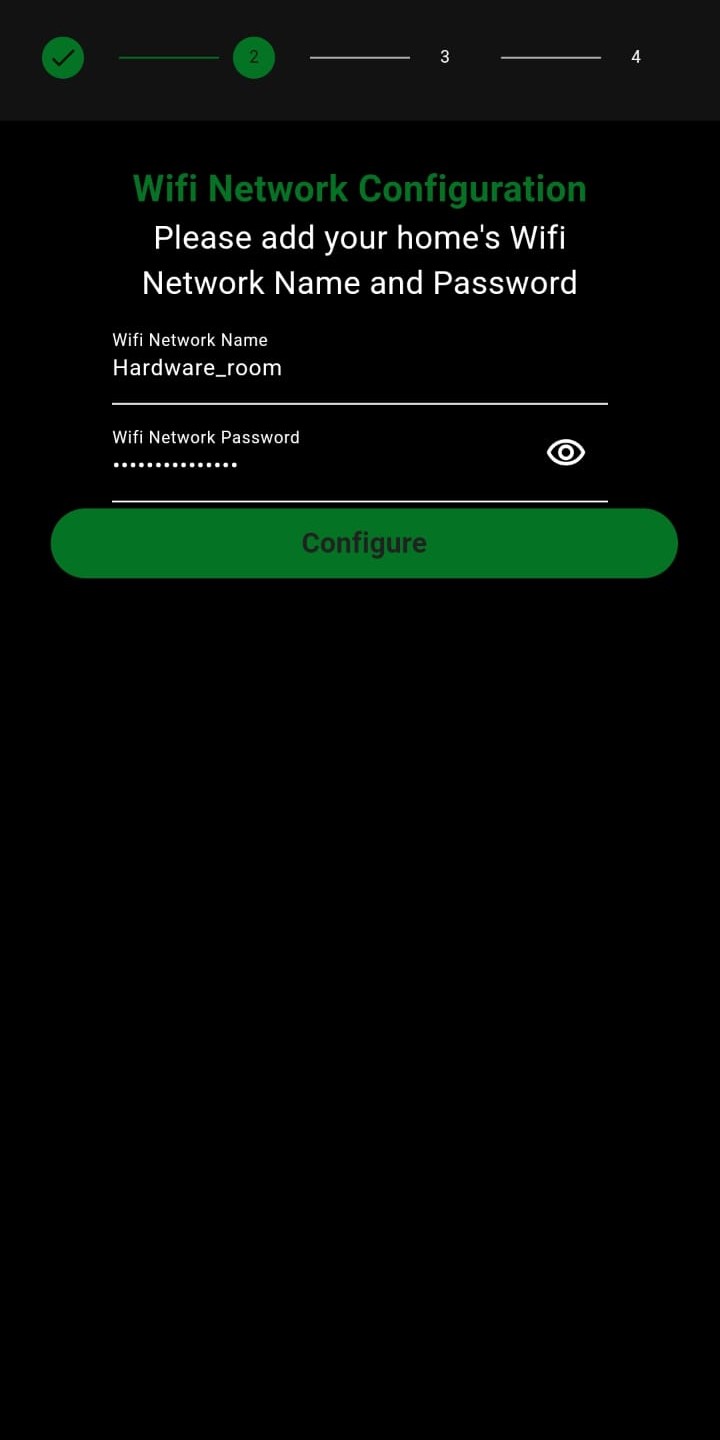 2 3 4
Wifi Network Configuration
Please add your home's Wifi
Network Name and Password
Wifi Network Name
Hardware_room
Wifi Network Password
•••••••••••••••
Configure